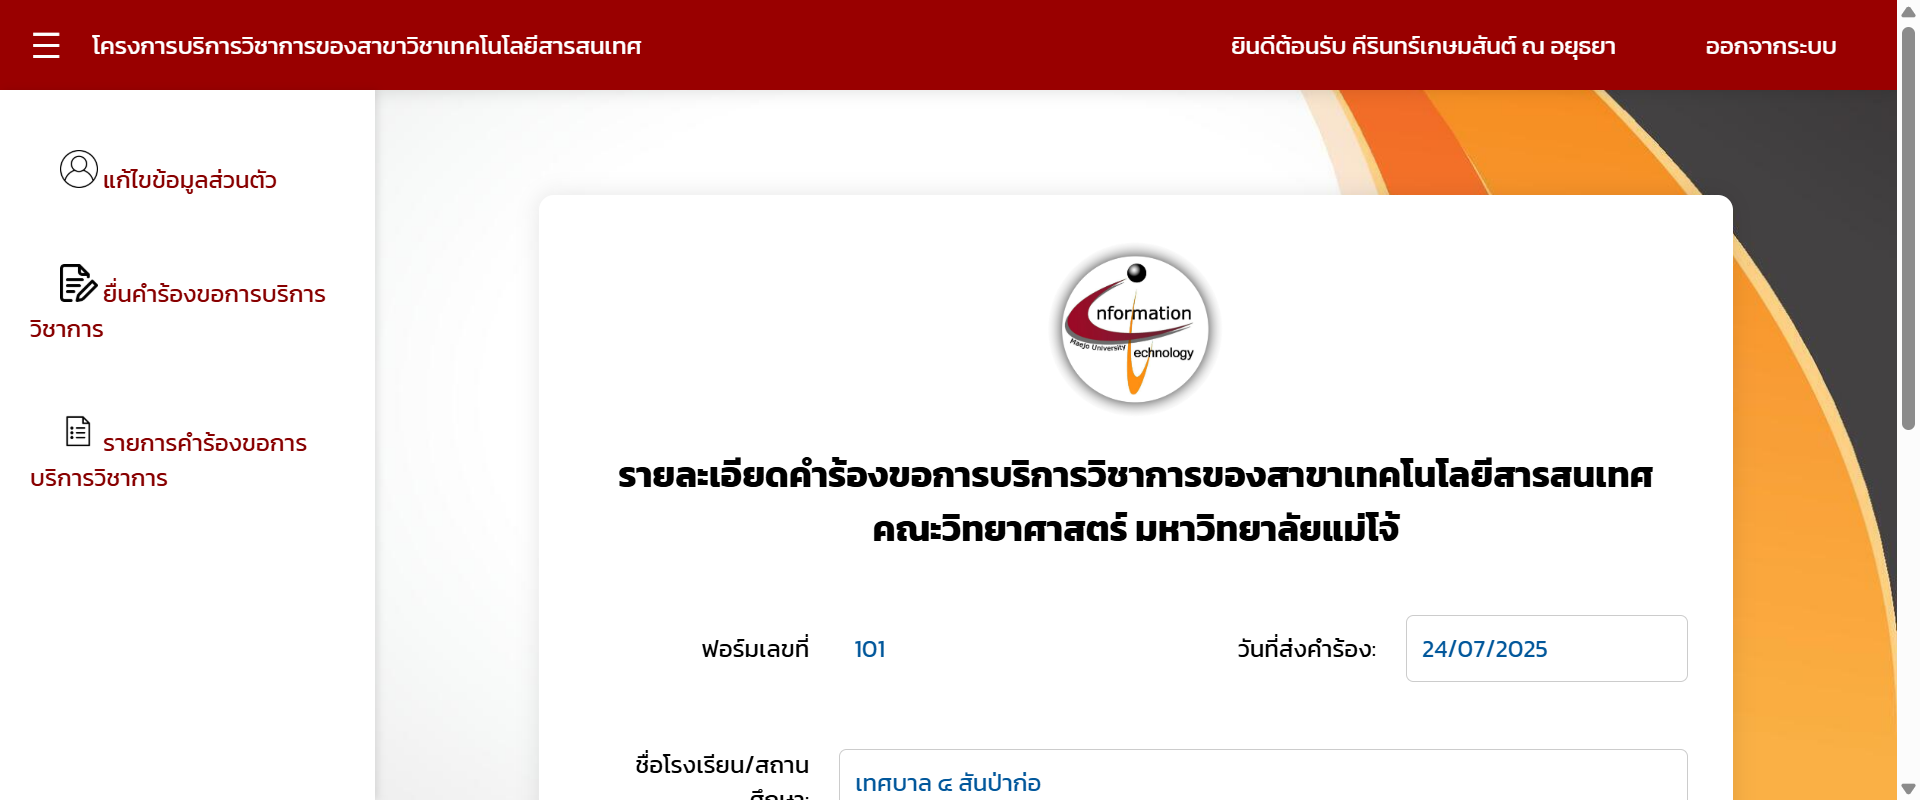 โครงการบริการวิชาการของสาขาวิชาเทคโนโลยีสารสนเทศ
ยินดีต้อนรับ คีรินทร์เกษมสันต์ ณ อยุธยา
ออกจากระบบ
แก้ไขข้อมูลส่วนตัว
ยื่นคำร้องขอการบริการ
วิชาการ
รายการคำร้องขอการ
บริการวิชาการ
nformation
Maejo University
echnology
รายละเอียดคำร้องขอการบริการวิชาการของสาขาเทคโนโลยีสารสนเทศ
คณะวิทยาศาสตร์ มหาวิทยาลัยแม่โจ้
ฟอร์มเลขที่ 101
วันที่ส่งคำร้อง: 24/07/2025
ชื่อโรงเรียน/สถาน
ศึกษา:
เทศบาล ๔ สันป่าก่อ